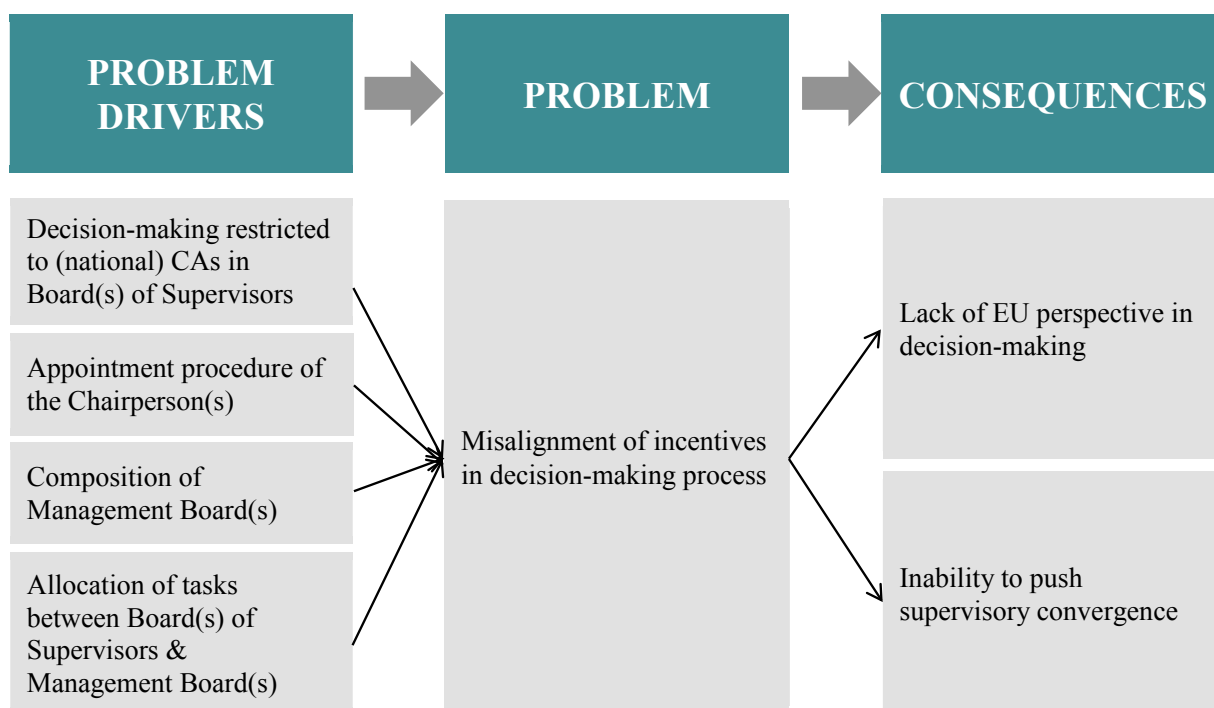 PROBLEM
DRIVERS
PROBLEM
CONSEQUENCES
Decision-making restricted
to (national) CAs in
Board(s) of Supervisors
Appointment procedure of
the Chairperson(s)
Composition of
Management Board(s)
Allocation of tasks
between Board(s) of
Supervisors &
Management Board(s)
Misalignment of incentives
in decision-making process
Lack of EU perspective in
decision-making
Inability to push
supervisory convergence